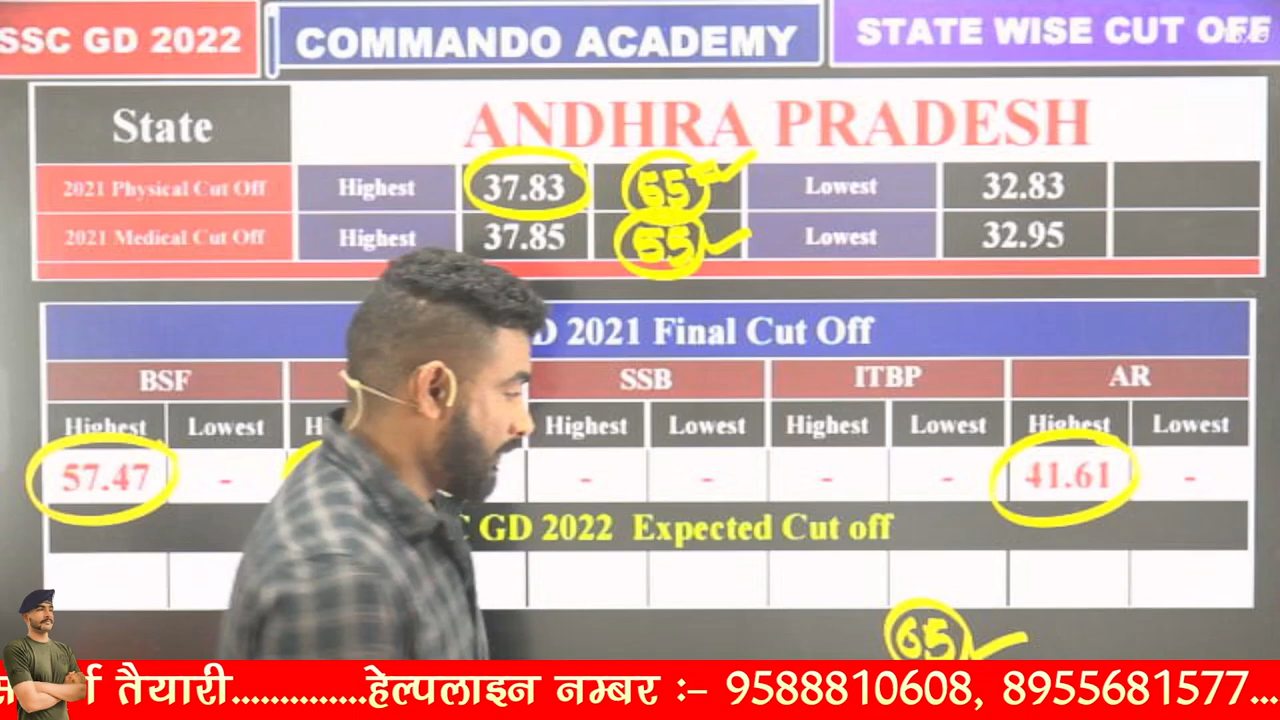 SSC GD 2022 COMMANDO ACADEMY STATE WISE CUT OFF
State ANDHRA PRADESH
2021 Physical Cut Off Highest 37.83 65 Lowest 32.83
2021 Medical Cut Off Highest 37.85 55 Lowest 32.95
D 2021 Final Cut Off
BSF SSB ITBP AR
Highest Lowest H Highest Lowest Highest Lowest Highest Lowest
57.47 - - - - - 41.61 -
GD 2022 Expected Cut off
65
र्ण तैयारी.............हेल्पलाइन नम्बर :- 9588810608, 8955681577...